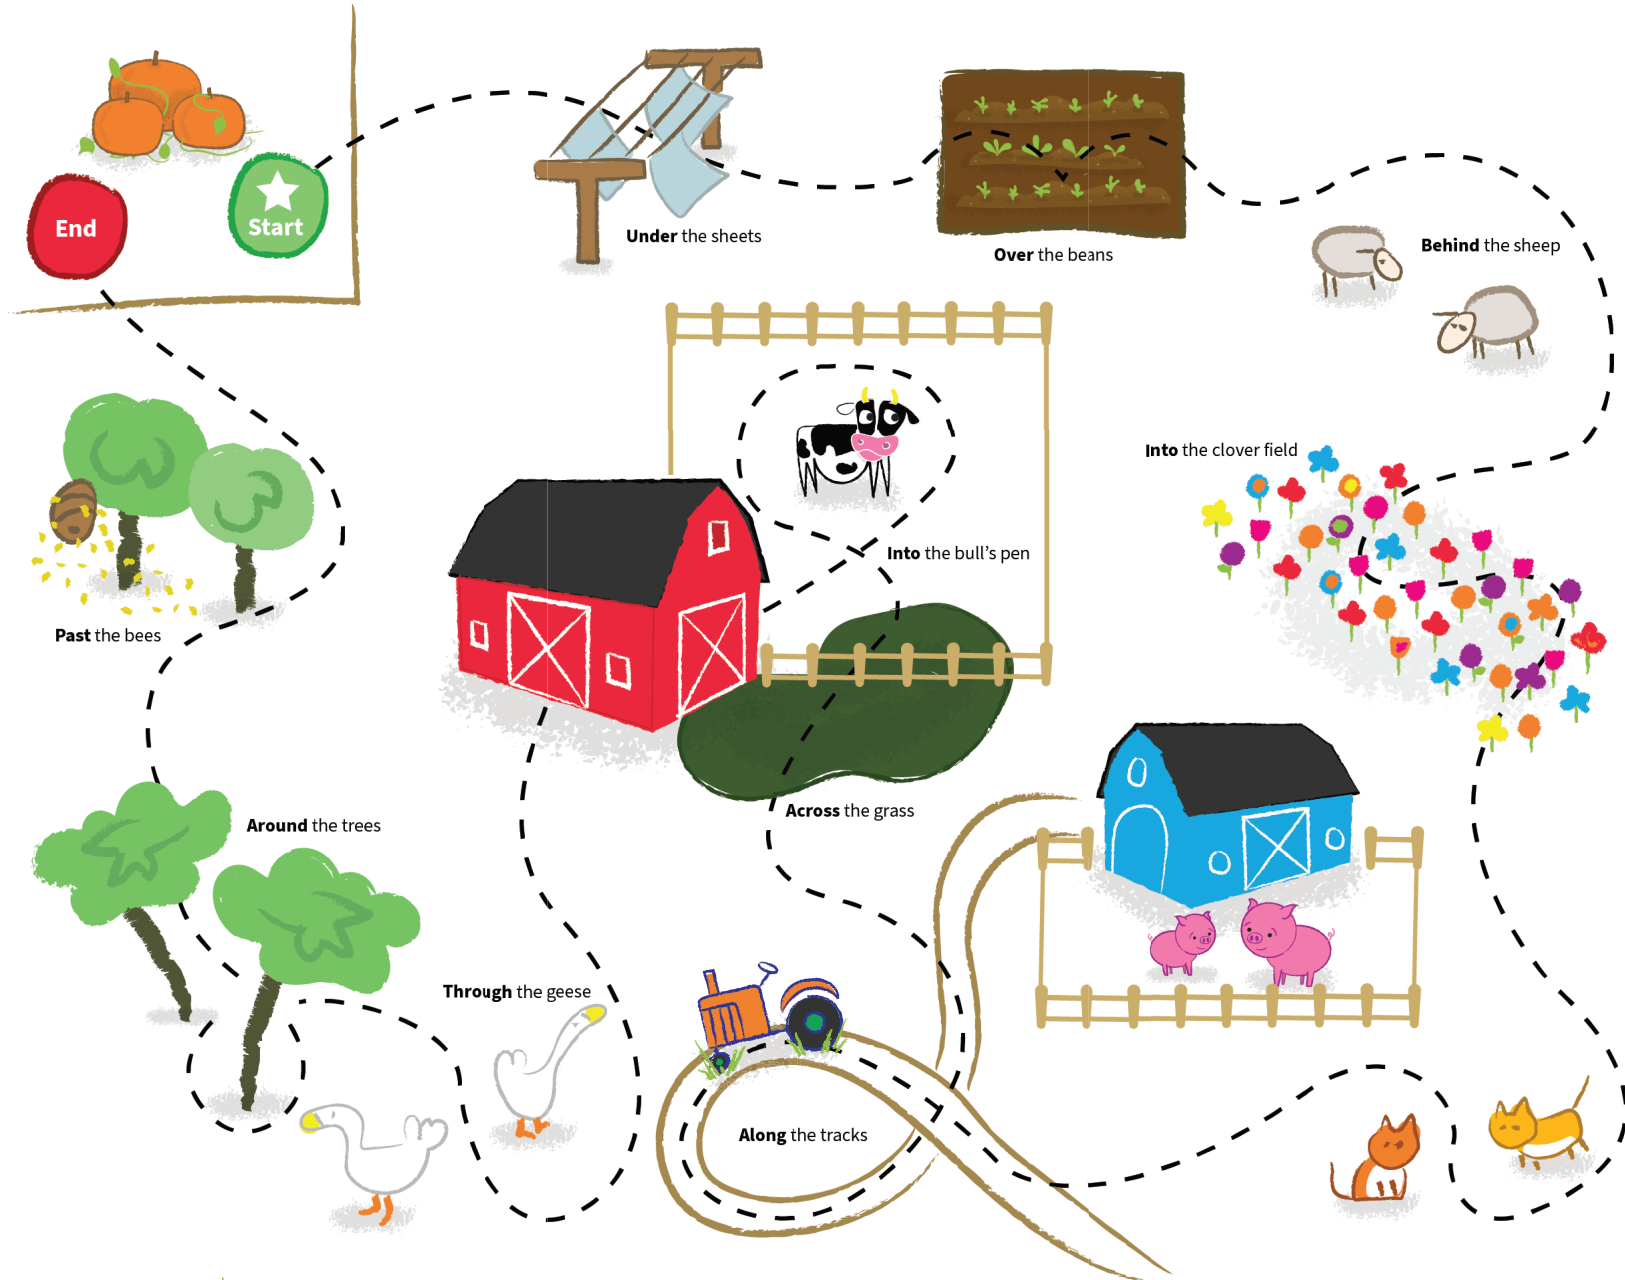 End
Start
Under the sheets
Over the beans
Behind the sheep
Into the clover field
Into the bull's pen
Past the bees
Across the grass
Around the trees
Through the geese
Along the tracks